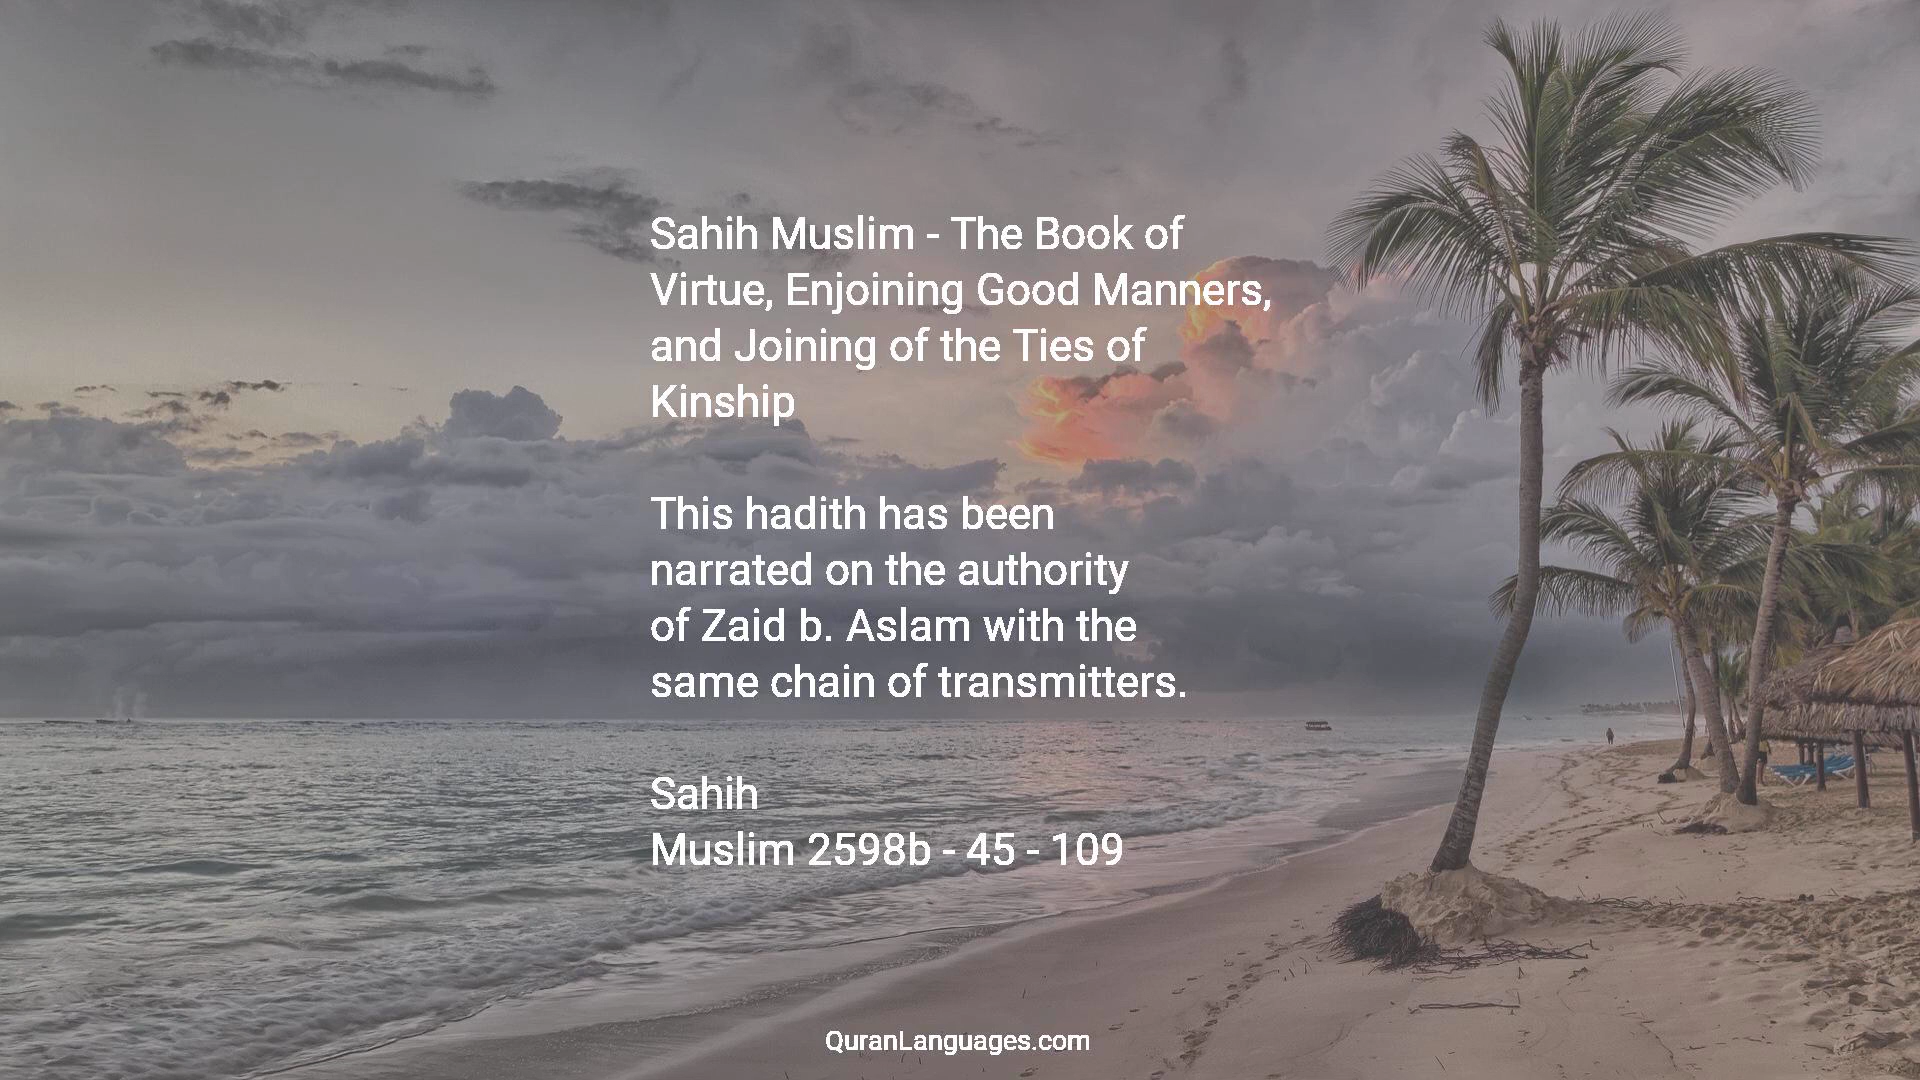 Sahih Muslim - The Book of
Virtue, Enjoining Good Manners,
and Joining of the Ties of
Kinship
This hadith has been
narrated on the authority
of Zaid b. Aslam with the
same chain of transmitters.
Sahih
Muslim 2598b - 45 - 109
QuranLanguages.com